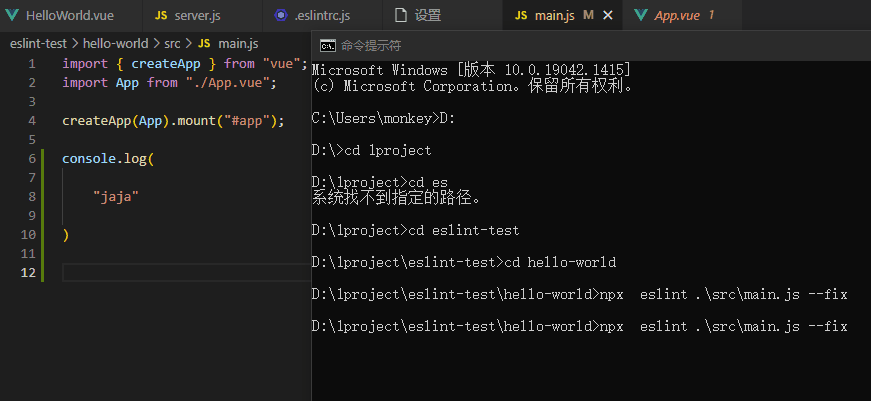 HelloWorld.vue
JS server.js
.eslintrc.js
设置
JS main.js M
App.vue 1
eslint-test > hello-world > src > JS main.js > ...
1 import { createApp } from "vue";
2 import App from "./App.vue";
3
4 createApp(App).mount("#app");
5
6 console.log(
7
8 "jaja"
9
10 )
11
12
命令提示符
Microsoft Windows [版本 10.0.19042.1415]
(c) Microsoft Corporation。保留所有权利。
C:\Users\monkey>D:
D:\>cd 1project
D:\1project>cd es
系统找不到指定的路径。
D:\1project>cd eslint-test
D:\1project\eslint-test>cd hello-world
D:\1project\eslint-test\hello-world>npx  eslint .\src\main.js --fix
D:\1project\eslint-test\hello-world>npx  eslint .\src\main.js --fix